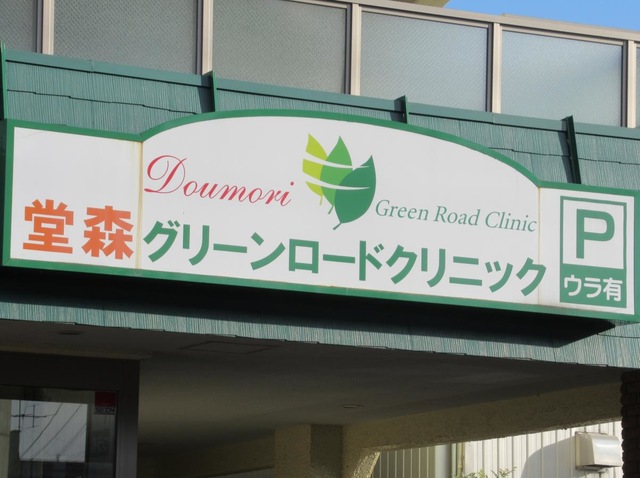 Doumori
Green Road Clinic
堂森グリーンロードクリニック
P
ウラ有